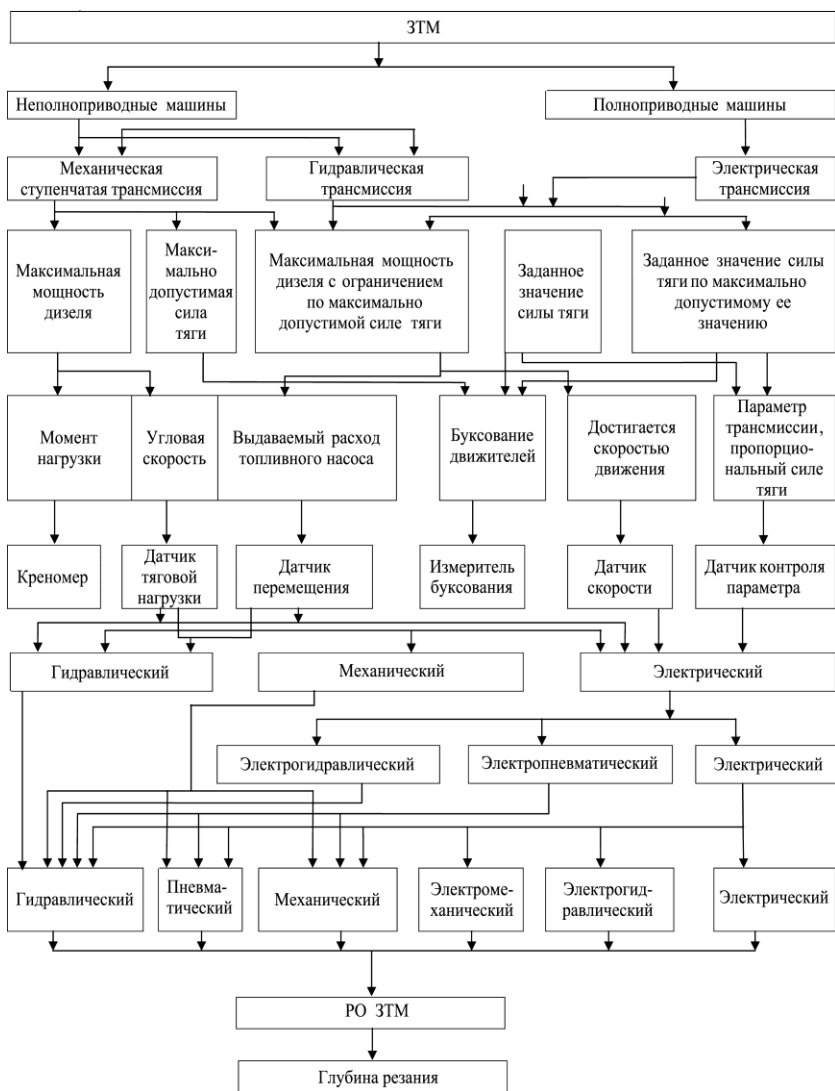 ЗТМ
Неполноприводные машины
Полноприводные машины
Механическая
ступенчатая трансмиссия
Гидравлическая
трансмиссия
Электрическая
трансмиссия
Максимальная
мощность
дизеля
Макси-
мально
допустимая
сила
тяги
Максимальная мощность
дизеля с ограничением
по максимально
допустимой силе тяги
Заданное
значение
силы тяги
Заданное значение силы
тяги по максимально
допустимому ее
значению
Момент
нагрузки
Угловая
скорость
Выдаваемый расход
топливного насоса
Буксование
движителей
Достигается
скоростью
движения
Параметр
трансмиссии,
пропорцио-
нальный силе
тяги
Креномер
Датчик
тяговой
нагрузки
Датчик
перемещения
Измеритель
буксования
Датчик
скорости
Датчик контроля
параметра
Гидравлический
Механический
Электрический
Электрогидравлический
Электропневматический
Электрический
Гидравлический
Пневма-
тический
Механический
Электроме-
ханический
Электрогид-
равлический
Электрический
РО ЗТМ
Глубина резания